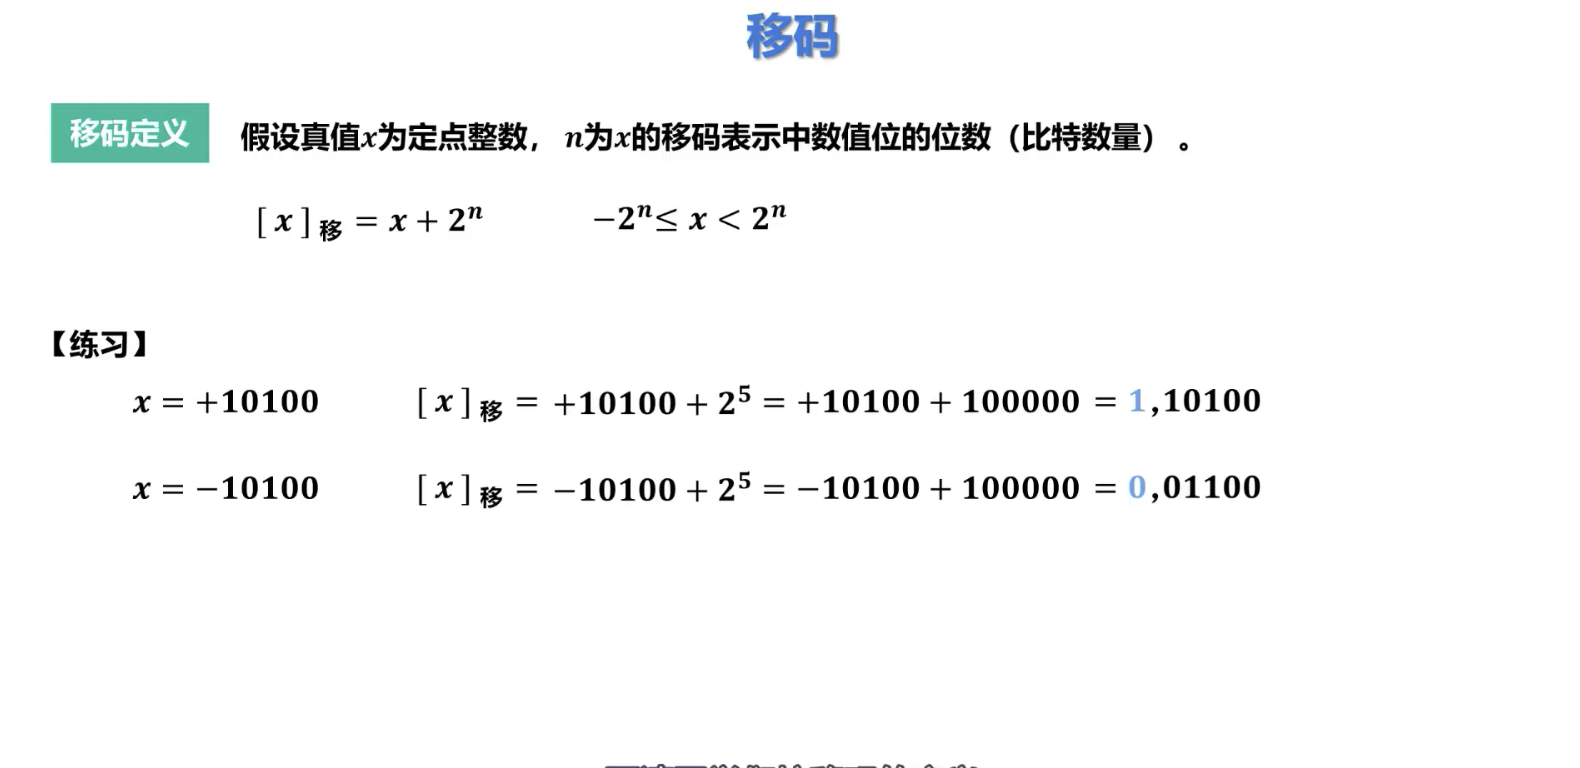 移码
移码定义 假设真值x为定点整数， n为x的移码表示中数值位的位数（比特数量）。
[x]移 = x + 2ⁿ −2ⁿ≤ x < 2ⁿ
【练习】
x = +10100 [x]移 = +10100 + 2⁵ = +10100 + 100000 = 1,10100
x = −10100 [x]移 = −10100 + 2⁵ = −10100 + 100000 = 0,01100